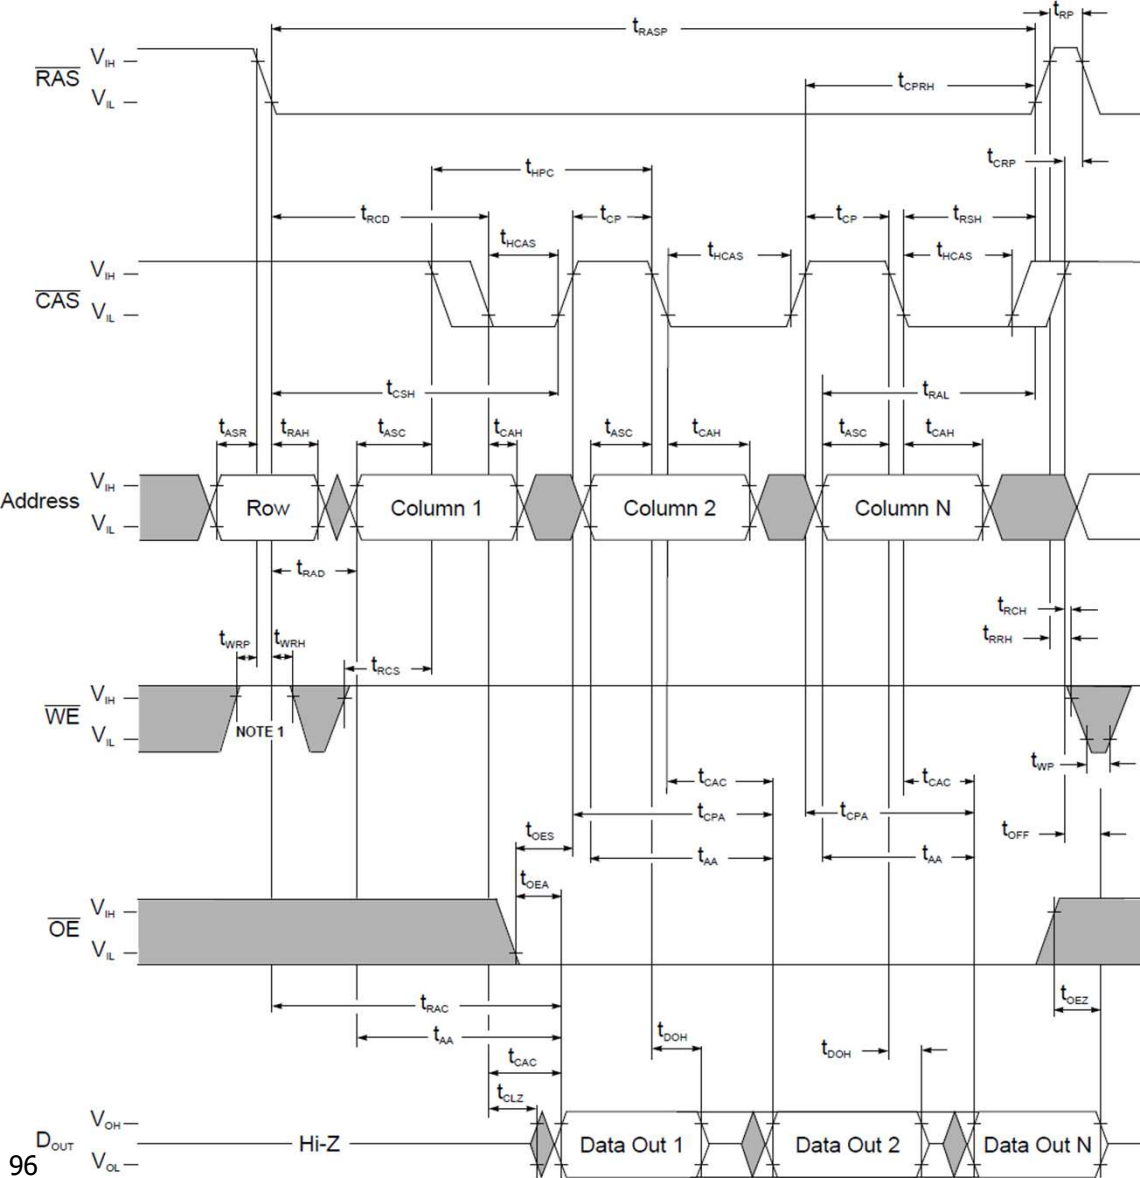 tRP
tRASP
VIH
RAS
VIL
tCPRH
tCRP
tHPC
tRCD
tCP
tCP
tRSH
tHCAS
tHCAS
tHCAS
VIH
CAS
VIL
tCSH
tRAL
tASR
tRAH
tASC
tCAH
tASC
tCAH
tASC
tCAH
VIH
Address
Row
Column 1
Column 2
Column N
VIL
tRAD
tRCH
tWRP
tWRH
tRRH
tRCS
VIH
WE
NOTE 1
VIL
tWP
tCAC
tCAC
tCPA
tCPA
tOES
tOFF
tAA
tAA
tOEA
VIH
OE
VIL
tOEZ
tRAC
tAA
tDOH
tDOH
tCAC
tCLZ
VOH
DOUT
Hi-Z
Data Out 1
Data Out 2
Data Out N
VOL
96